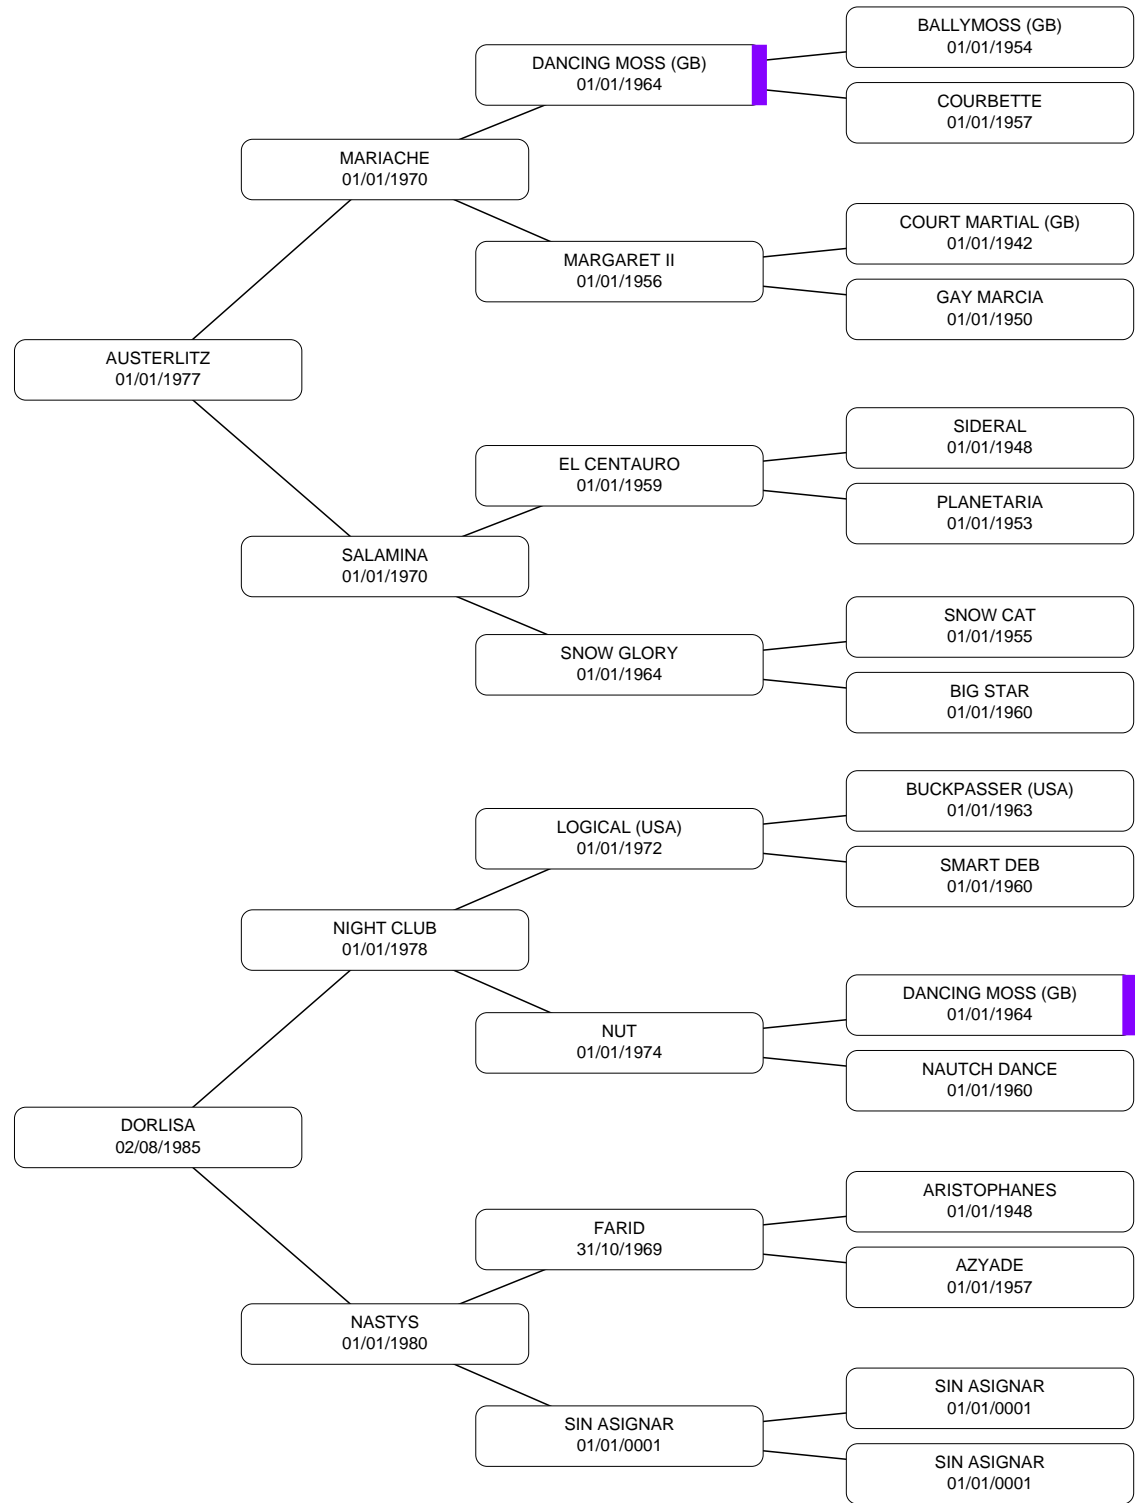 BALLYMOSS (GB)
01/01/1954
DANCING MOSS (GB)
01/01/1964
COURBETTE
01/01/1957
MARIACHE
01/01/1970
COURT MARTIAL (GB)
01/01/1942
MARGARET II
01/01/1956
GAY MARCIA
01/01/1950
AUSTERLITZ
01/01/1977
SIDERAL
01/01/1948
EL CENTAURO
01/01/1959
PLANETARIA
01/01/1953
SALAMINA
01/01/1970
SNOW CAT
01/01/1955
SNOW GLORY
01/01/1964
BIG STAR
01/01/1960
BUCKPASSER (USA)
01/01/1963
LOGICAL (USA)
01/01/1972
SMART DEB
01/01/1960
NIGHT CLUB
01/01/1978
DANCING MOSS (GB)
01/01/1964
NUT
01/01/1974
NAUTCH DANCE
01/01/1960
DORLISA
02/08/1985
ARISTOPHANES
01/01/1948
FARID
31/10/1969
AZYADE
01/01/1957
NASTYS
01/01/1980
SIN ASIGNAR
01/01/0001
SIN ASIGNAR
01/01/0001
SIN ASIGNAR
01/01/0001